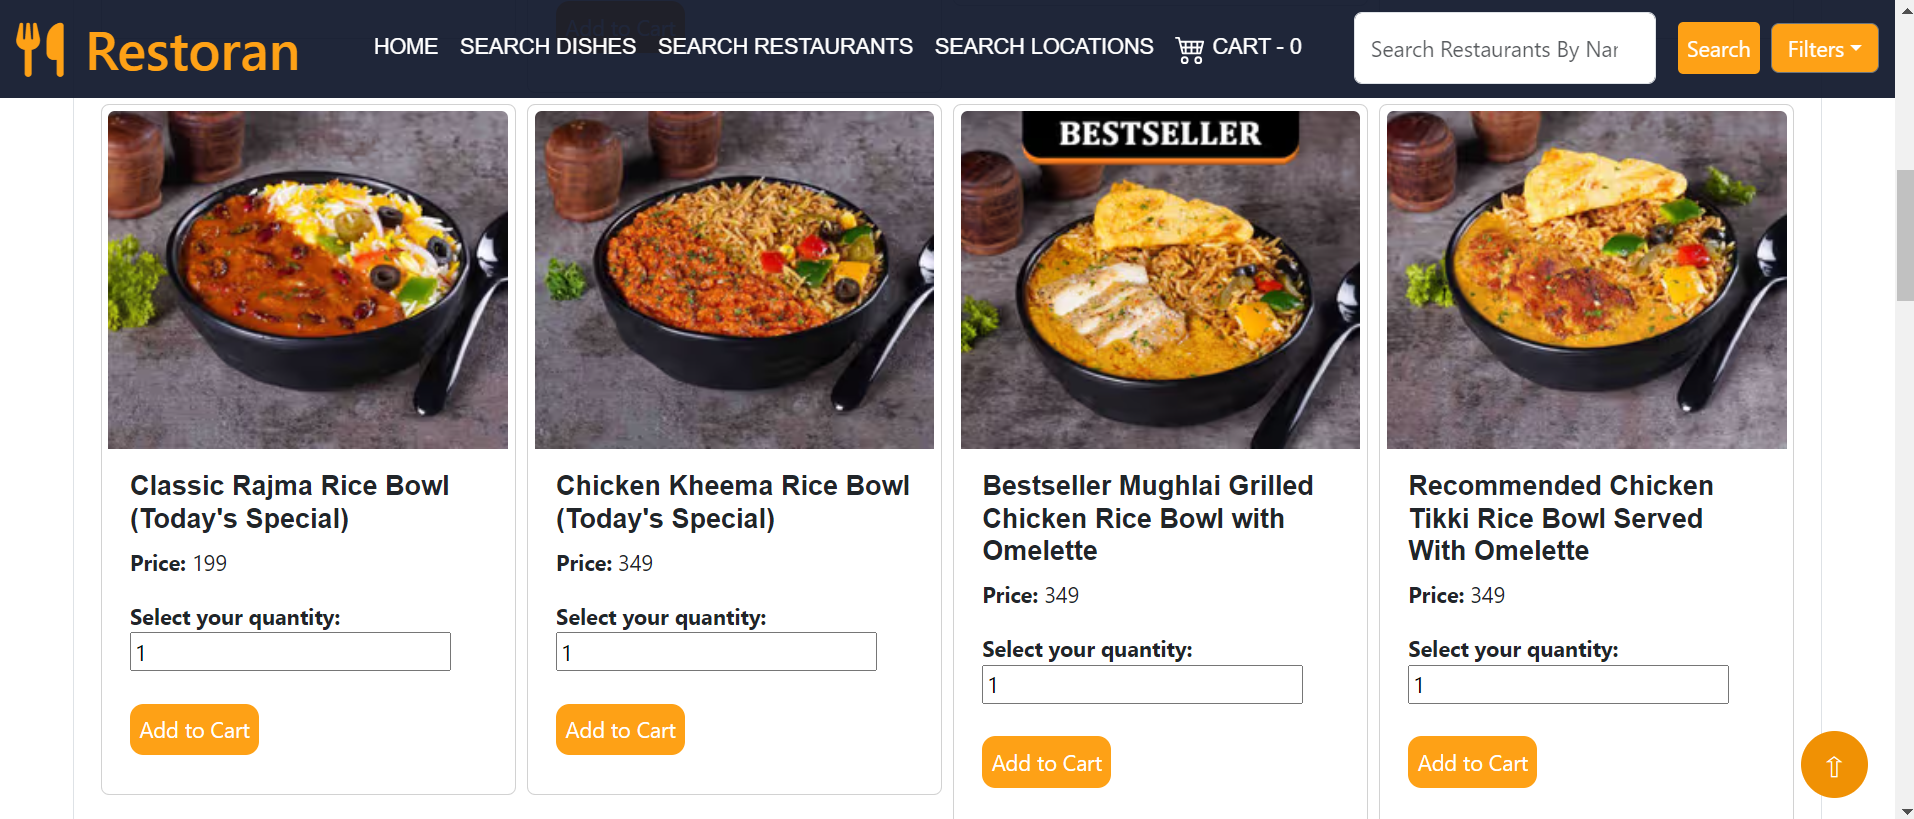 Restoran
HOME SEARCH DISHES SEARCH RESTAURANTS SEARCH LOCATIONS CART - 0
Search Restaurants By Nar
Search
Filters
Add to Cart
BESTSELLER
Classic Rajma Rice Bowl
(Today's Special)
Price: 199
Select your quantity:
1
Add to Cart
Chicken Kheema Rice Bowl
(Today's Special)
Price: 349
Select your quantity:
1
Add to Cart
Bestseller Mughlai Grilled
Chicken Rice Bowl with
Omelette
Price: 349
Select your quantity:
1
Add to Cart
Recommended Chicken
Tikki Rice Bowl Served
With Omelette
Price: 349
Select your quantity:
1
Add to Cart
⇧